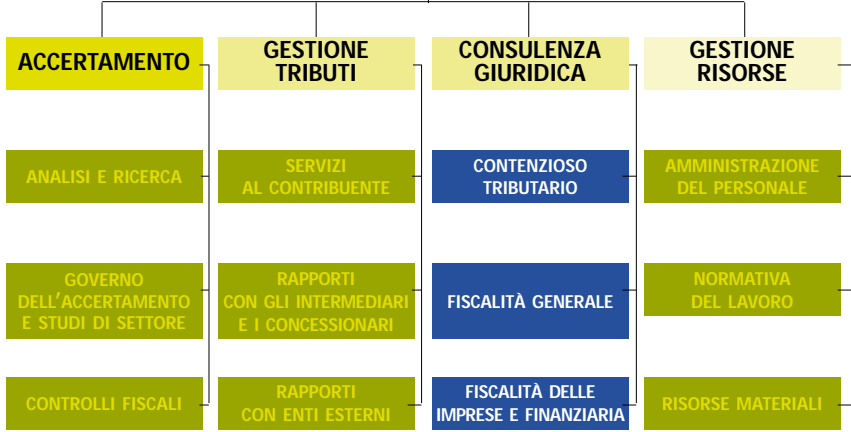 ACCERTAMENTO
GESTIONE
TRIBUTI
CONSULENZA
GIURIDICA
GESTIONE
RISORSE
ANALISI E RICERCA
SERVIZI
AL CONTRIBUENTE
CONTENZIOSO
TRIBUTARIO
AMMINISTRAZIONE
DEL PERSONALE
GOVERNO
DELL'ACCERTAMENTO
E STUDI DI SETTORE
RAPPORTI
CON GLI INTERMEDIARI
E I CONCESSIONARI
FISCALITÀ GENERALE
NORMATIVA
DEL LAVORO
CONTROLLI FISCALI
RAPPORTI
CON ENTI ESTERNI
FISCALITÀ DELLE
IMPRESE E FINANZIARIA
RISORSE MATERIALI